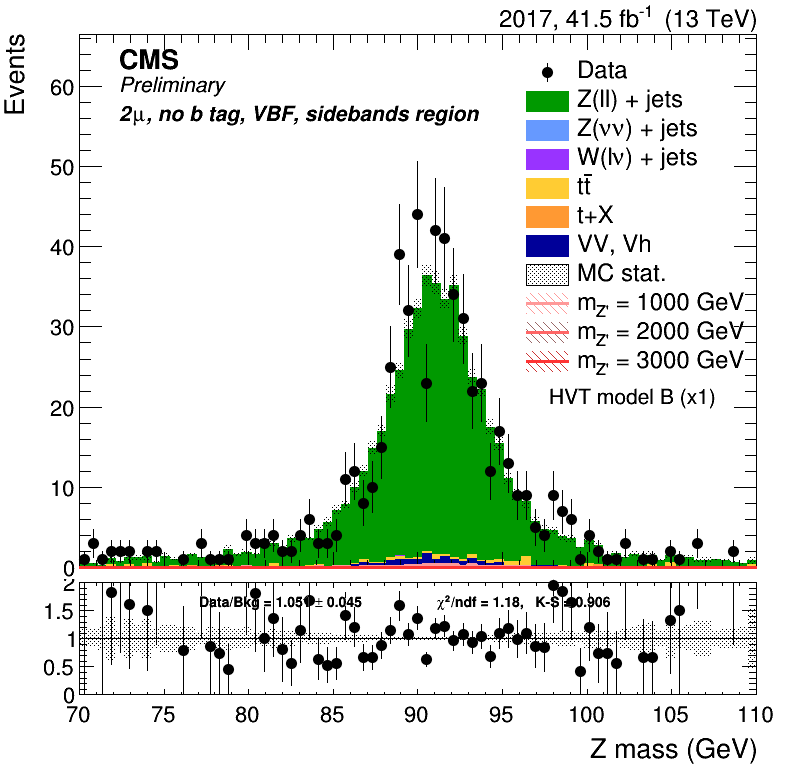 2017, 41.5 fb⁻¹ (13 TeV)
Events
CMS
Preliminary
2μ, no b tag, VBF, sidebands region
Data
Z(ll) + jets
Z(νν) + jets
W(lν) + jets
tt̄
t+X
VV, Vh
MC stat.
m_Z' = 1000 GeV
m_Z' = 2000 GeV
m_Z' = 3000 GeV
HVT model B (x1)
60
50
40
30
20
10
0
2
1.5
1
0.5
0
Data/Bkg = 1.051 ± 0.045
χ²/ndf = 1.18, K-S = 0.906
70 75 80 85 90 95 100 105 110
Z mass (GeV)